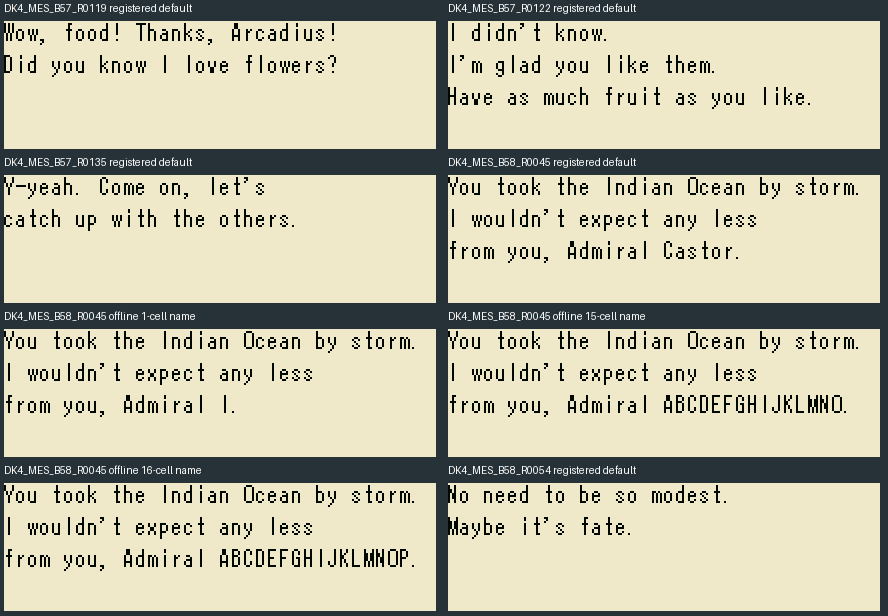 DK4_MES_B57_R0119 registered default
Wow, food! Thanks, Arcadius!
Did you know I love flowers?
DK4_MES_B57_R0122 registered default
I didn't know.
I'm glad you like them.
Have as much fruit as you like.
DK4_MES_B57_R0135 registered default
Y-yeah. Come on, let's
catch up with the others.
DK4_MES_B58_R0045 registered default
You took the Indian Ocean by storm.
I wouldn't expect any less
from you, Admiral Castor.
DK4_MES_B58_R0045 offline 1-cell name
You took the Indian Ocean by storm.
I wouldn't expect any less
from you, Admiral I.
DK4_MES_B58_R0045 offline 15-cell name
You took the Indian Ocean by storm.
I wouldn't expect any less
from you, Admiral ABCDEFGHIJKLMNO.
DK4_MES_B58_R0045 offline 16-cell name
You took the Indian Ocean by storm.
I wouldn't expect any less
from you, Admiral ABCDEFGHIJKLMNOP.
DK4_MES_B58_R0054 registered default
No need to be so modest.
Maybe it's fate.